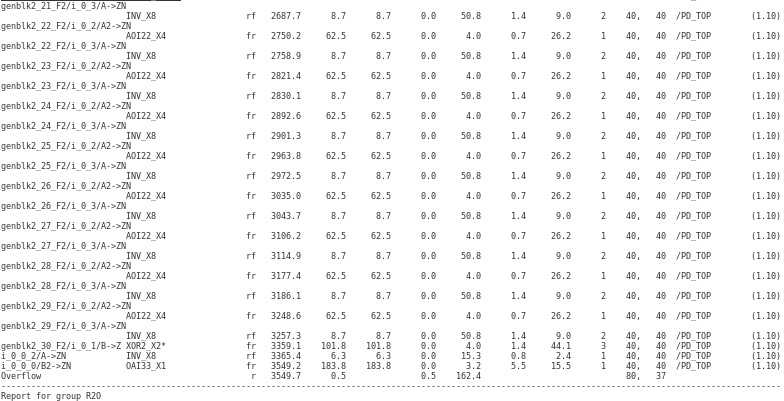 genblk2_21_F2/i_0_3/A->ZN
INV_X8 rf 2687.7 8.7 8.7 0.0 50.8 1.4 9.0 2 40, 40 /PD_TOP (1.10)
genblk2_22_F2/i_0_2/A2->ZN
AOI22_X4 fr 2750.2 62.5 62.5 0.0 4.0 0.7 26.2 1 40, 40 /PD_TOP (1.10)
genblk2_22_F2/i_0_3/A->ZN
INV_X8 rf 2758.9 8.7 8.7 0.0 50.8 1.4 9.0 2 40, 40 /PD_TOP (1.10)
genblk2_23_F2/i_0_2/A2->ZN
AOI22_X4 fr 2821.4 62.5 62.5 0.0 4.0 0.7 26.2 1 40, 40 /PD_TOP (1.10)
genblk2_23_F2/i_0_3/A->ZN
INV_X8 rf 2830.1 8.7 8.7 0.0 50.8 1.4 9.0 2 40, 40 /PD_TOP (1.10)
genblk2_24_F2/i_0_2/A2->ZN
AOI22_X4 fr 2892.6 62.5 62.5 0.0 4.0 0.7 26.2 1 40, 40 /PD_TOP (1.10)
genblk2_24_F2/i_0_3/A->ZN
INV_X8 rf 2901.3 8.7 8.7 0.0 50.8 1.4 9.0 2 40, 40 /PD_TOP (1.10)
genblk2_25_F2/i_0_2/A2->ZN
AOI22_X4 fr 2963.8 62.5 62.5 0.0 4.0 0.7 26.2 1 40, 40 /PD_TOP (1.10)
genblk2_25_F2/i_0_3/A->ZN
INV_X8 rf 2972.5 8.7 8.7 0.0 50.8 1.4 9.0 2 40, 40 /PD_TOP (1.10)
genblk2_26_F2/i_0_2/A2->ZN
AOI22_X4 fr 3035.0 62.5 62.5 0.0 4.0 0.7 26.2 1 40, 40 /PD_TOP (1.10)
genblk2_26_F2/i_0_3/A->ZN
INV_X8 rf 3043.7 8.7 8.7 0.0 50.8 1.4 9.0 2 40, 40 /PD_TOP (1.10)
genblk2_27_F2/i_0_2/A2->ZN
AOI22_X4 fr 3106.2 62.5 62.5 0.0 4.0 0.7 26.2 1 40, 40 /PD_TOP (1.10)
genblk2_27_F2/i_0_3/A->ZN
INV_X8 rf 3114.9 8.7 8.7 0.0 50.8 1.4 9.0 2 40, 40 /PD_TOP (1.10)
genblk2_28_F2/i_0_2/A2->ZN
AOI22_X4 fr 3177.4 62.5 62.5 0.0 4.0 0.7 26.2 1 40, 40 /PD_TOP (1.10)
genblk2_28_F2/i_0_3/A->ZN
INV_X8 rf 3186.1 8.7 8.7 0.0 50.8 1.4 9.0 2 40, 40 /PD_TOP (1.10)
genblk2_29_F2/i_0_2/A2->ZN
AOI22_X4 fr 3248.6 62.5 62.5 0.0 4.0 0.7 26.2 1 40, 40 /PD_TOP (1.10)
genblk2_29_F2/i_0_3/A->ZN
INV_X8 rf 3257.3 8.7 8.7 0.0 50.8 1.4 9.0 2 40, 40 /PD_TOP (1.10)
genblk2_30_F2/i_0_1/B->Z XOR2_X2* fr 3359.1 101.8 101.8 0.0 4.0 1.4 44.1 3 40, 40 /PD_TOP (1.10)
i_0_0_2/A->ZN INV_X8 rf 3365.4 6.3 6.3 0.0 15.3 0.8 2.4 1 40, 40 /PD_TOP (1.10)
i_0_0_0/B2->ZN OAI33_X1 fr 3549.2 183.8 183.8 0.0 3.2 5.5 15.5 1 40, 40 /PD_TOP (1.10)
Overflow r 3549.7 0.5 0.5 162.4 80, 37
Report for group R2O